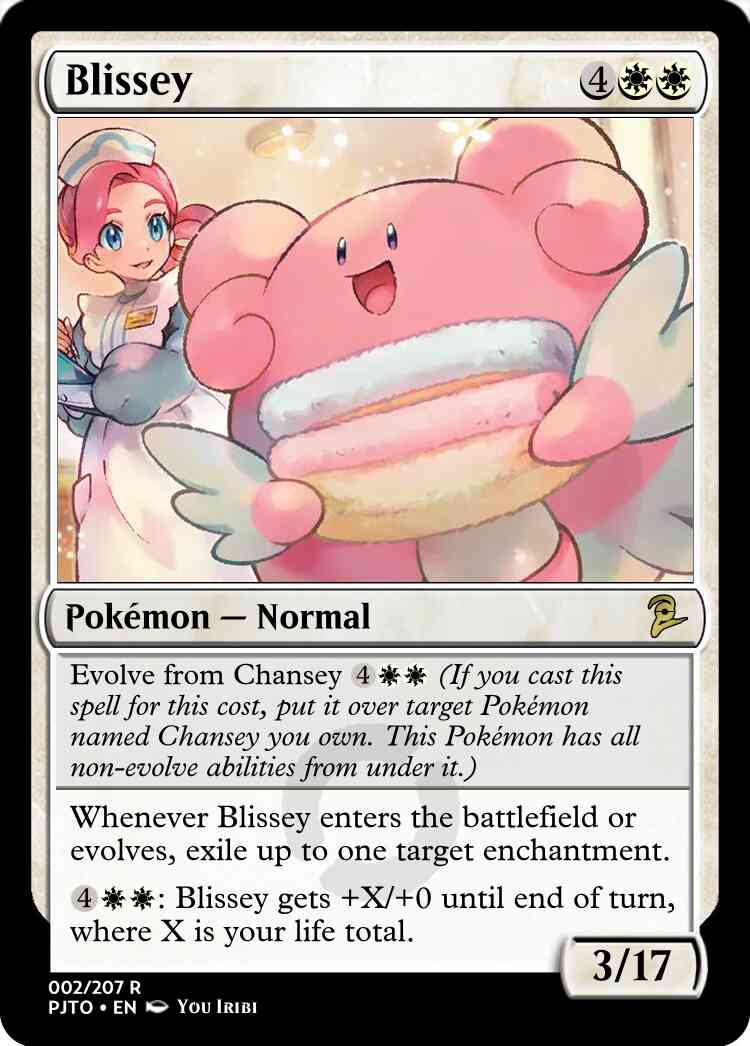 Blissey 4
Pokémon — Normal
Evolve from Chansey 4 (If you cast this
spell for this cost, put it over target Pokémon
named Chansey you own. This Pokémon has all
non-evolve abilities from under it.)
Whenever Blissey enters the battlefield or
evolves, exile up to one target enchantment.
4: Blissey gets +X/+0 until end of turn,
where X is your life total.
3/17
002/207 R
PJTO • EN You Iribi